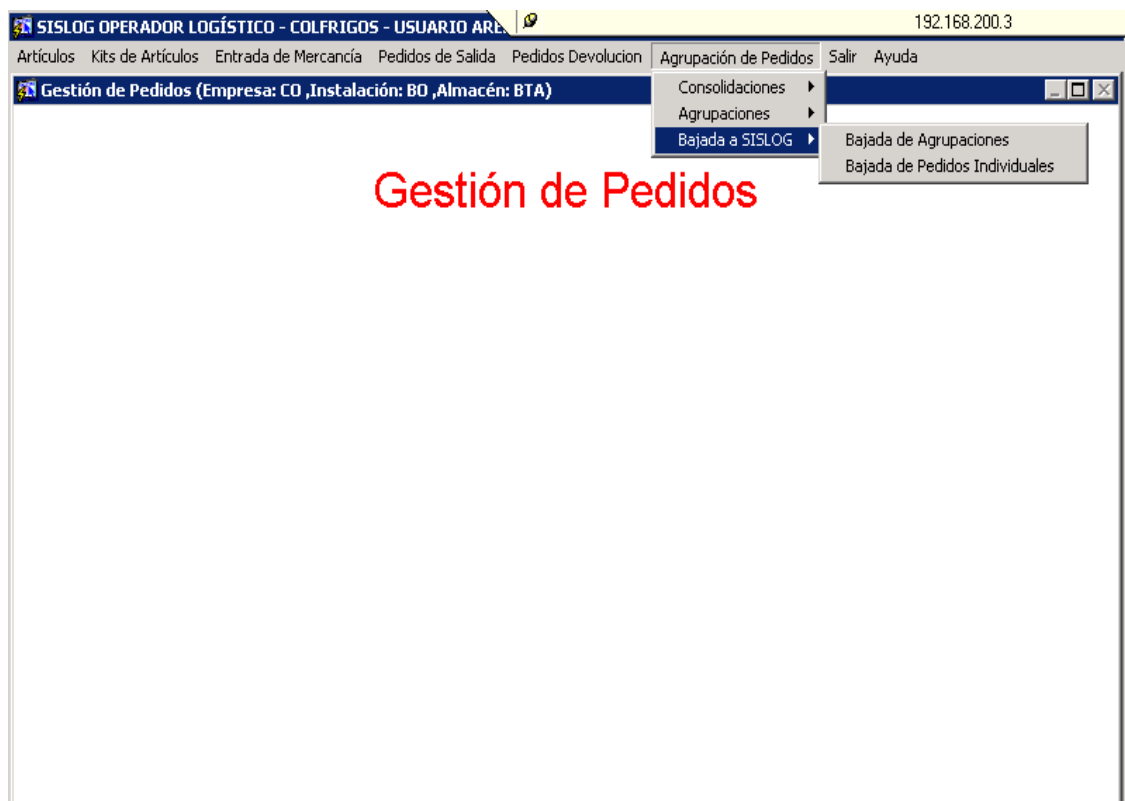 SISLOG OPERADOR LOGÍSTICO - COLFRIGOS - USUARIO ARE
192.168.200.3
Artículos Kits de Artículos Entrada de Mercancía Pedidos de Salida Pedidos Devolucion Agrupación de Pedidos Salir Ayuda
Gestión de Pedidos (Empresa: CO ,Instalación: BO ,Almacén: BTA)
Consolidaciones
Agrupaciones
Bajada a SISLOG
Bajada de Agrupaciones
Bajada de Pedidos Individuales
Gestión de Pedidos